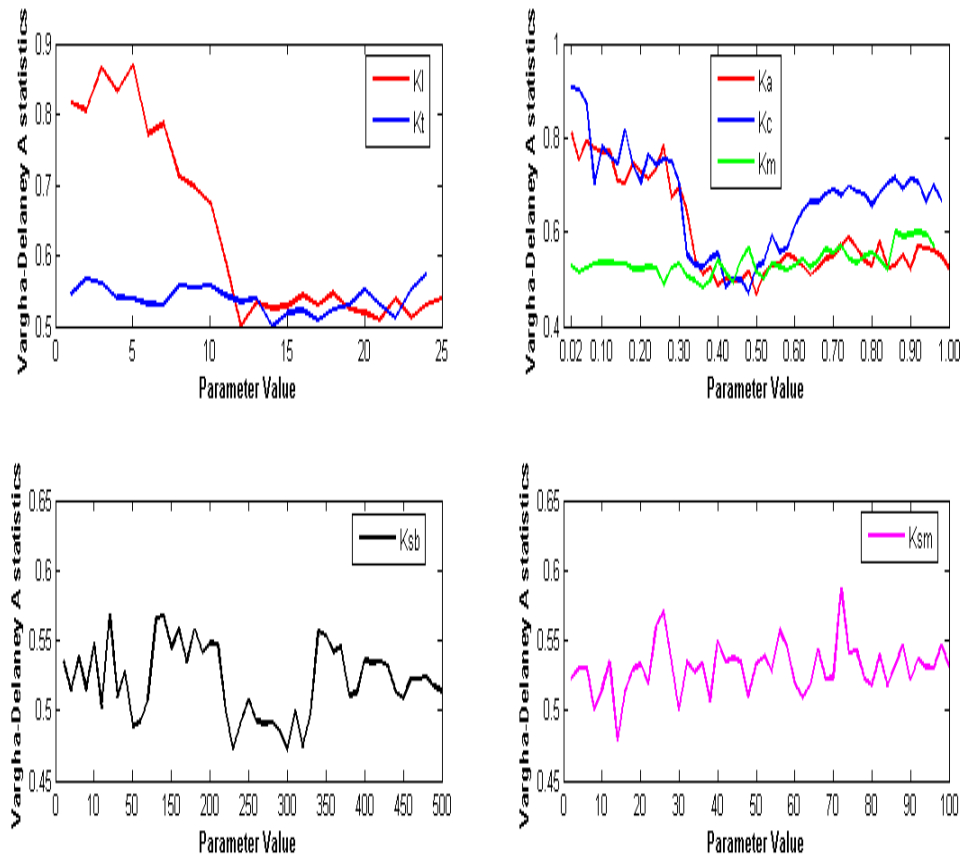 Vargha-Delaney A statistics
0.9
0.8
0.7
0.6
0.5
Kl
Kt
0 5 10 15 20 25
Parameter Value
Vargha-Delaney A statistics
1
0.8
0.6
0.4
Ka
Kc
Km
0.02 0.10 0.20 0.30 0.40 0.50 0.60 0.70 0.80 0.90 1.00
Parameter Value
Vargha-Delaney A statistics
0.65
0.6
0.55
0.5
0.45
Ksb
0 10 50 100 150 200 250 300 350 400 450 500
Parameter Value
Vargha-Delaney A statistics
0.65
0.6
0.55
0.5
0.45
Ksm
0 10 20 30 40 50 60 70 80 90 100
Parameter Value